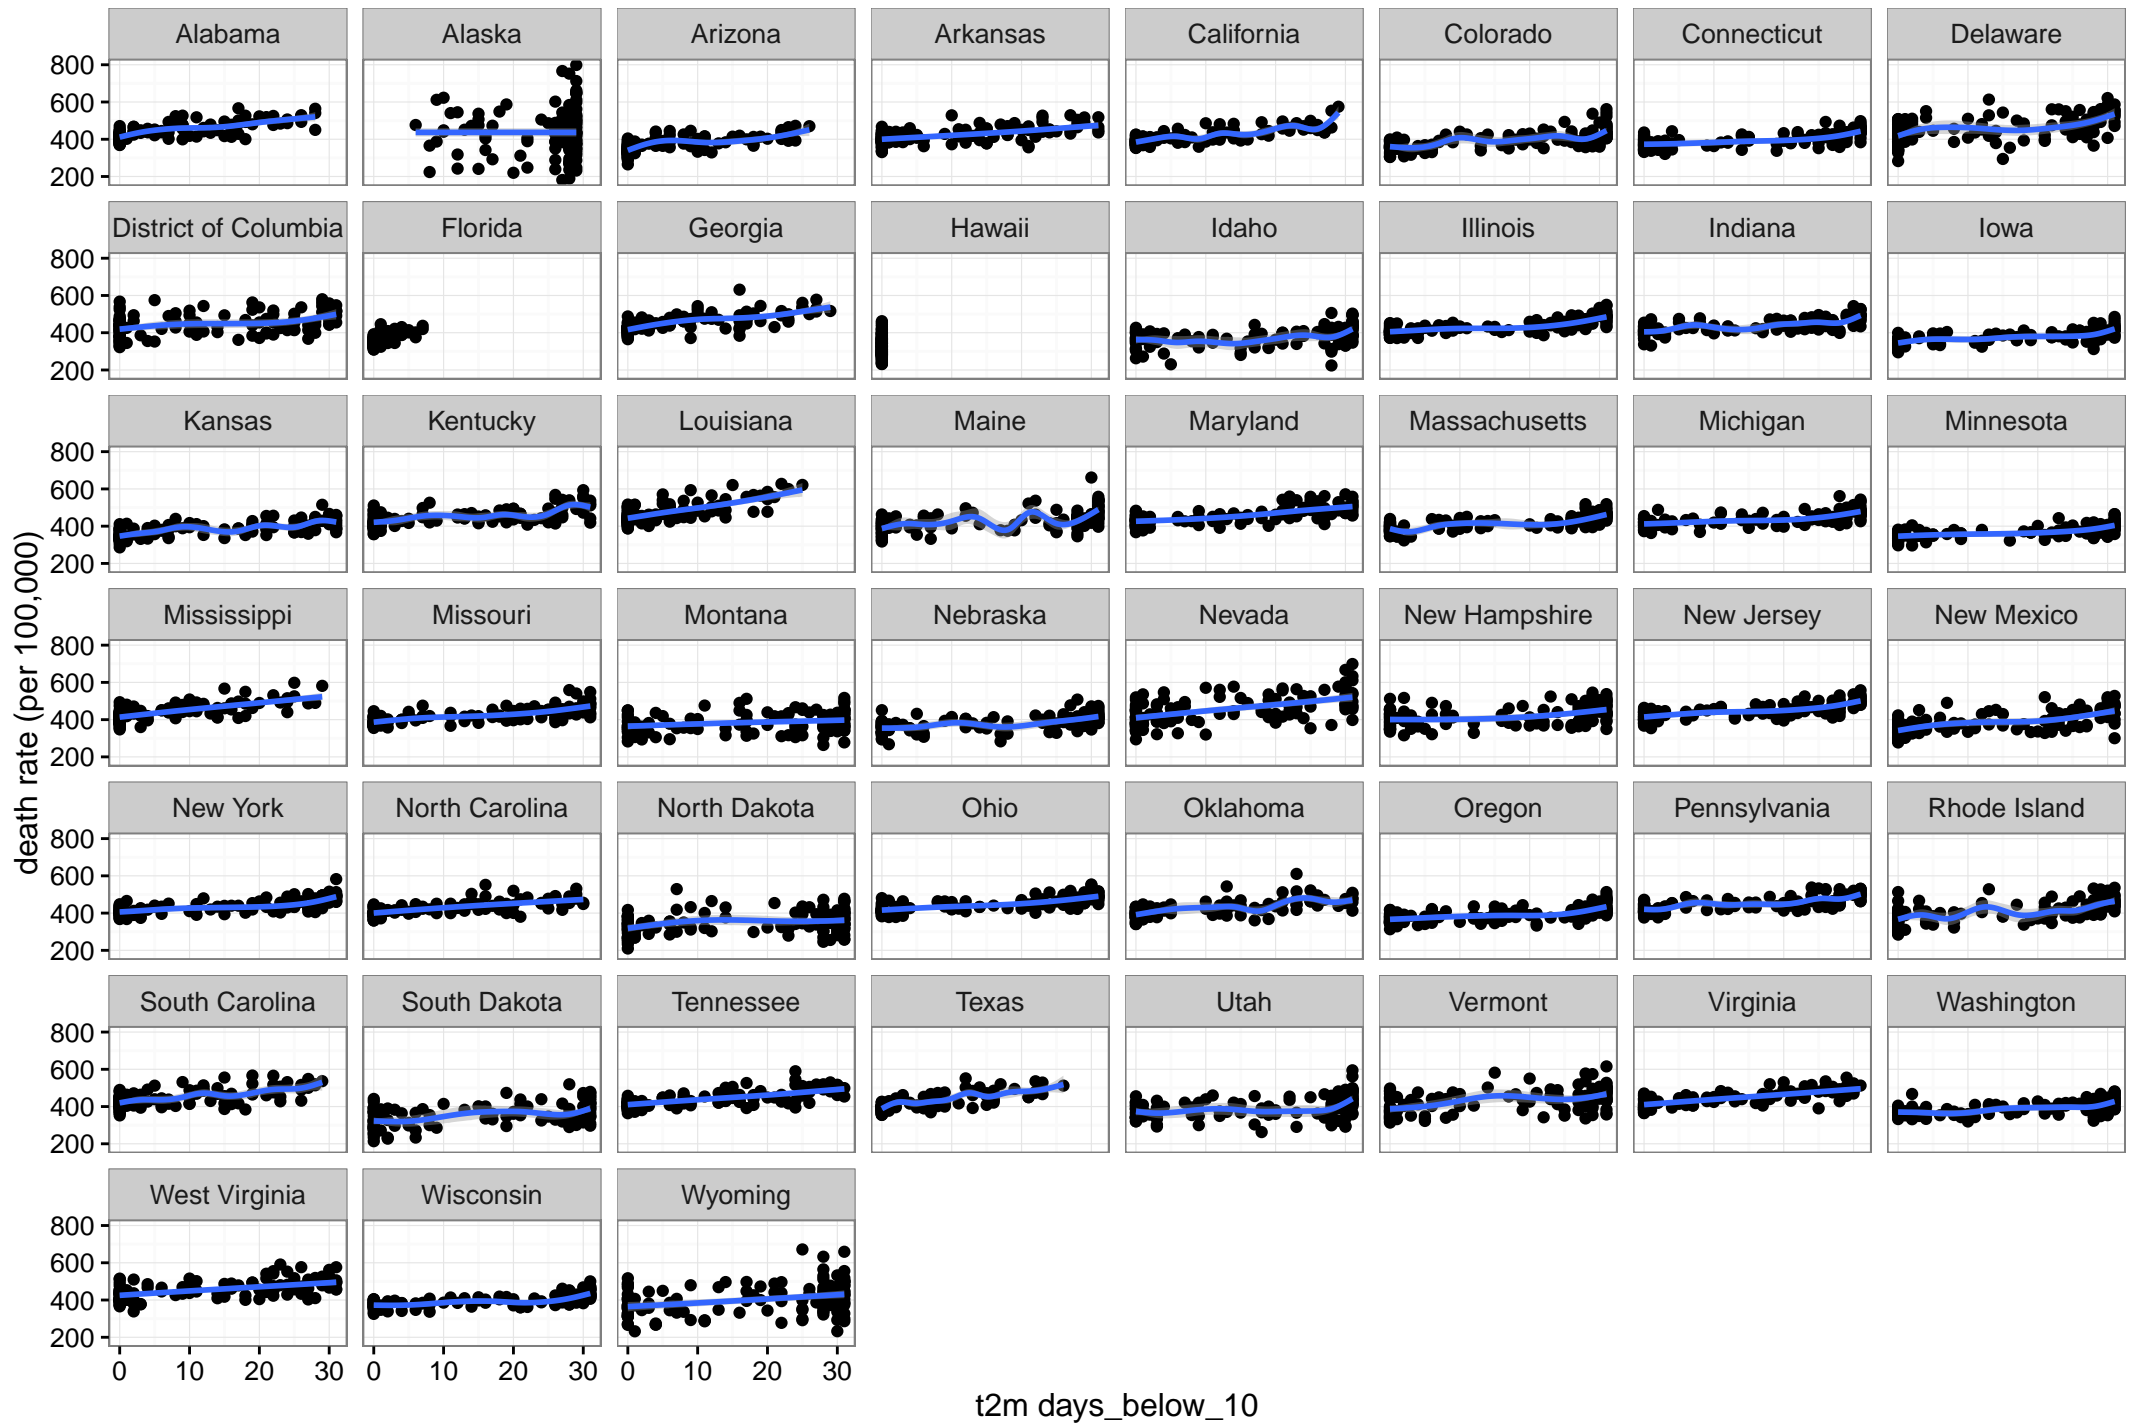 Alabama Alaska Arizona Arkansas California Colorado Connecticut Delaware
800
600
400
200
District of Columbia Florida Georgia Hawaii Idaho Illinois Indiana Iowa
800
600
400
200
Kansas Kentucky Louisiana Maine Maryland Massachusetts Michigan Minnesota
800
600
400
200
death rate (per 100,000)
Mississippi Missouri Montana Nebraska Nevada New Hampshire New Jersey New Mexico
800
600
400
200
New York North Carolina North Dakota Ohio Oklahoma Oregon Pennsylvania Rhode Island
800
600
400
200
South Carolina South Dakota Tennessee Texas Utah Vermont Virginia Washington
800
600
400
200
West Virginia Wisconsin Wyoming
800
600
400
200
0 10 20 30 0 10 20 30 0 10 20 30
t2m days_below_10